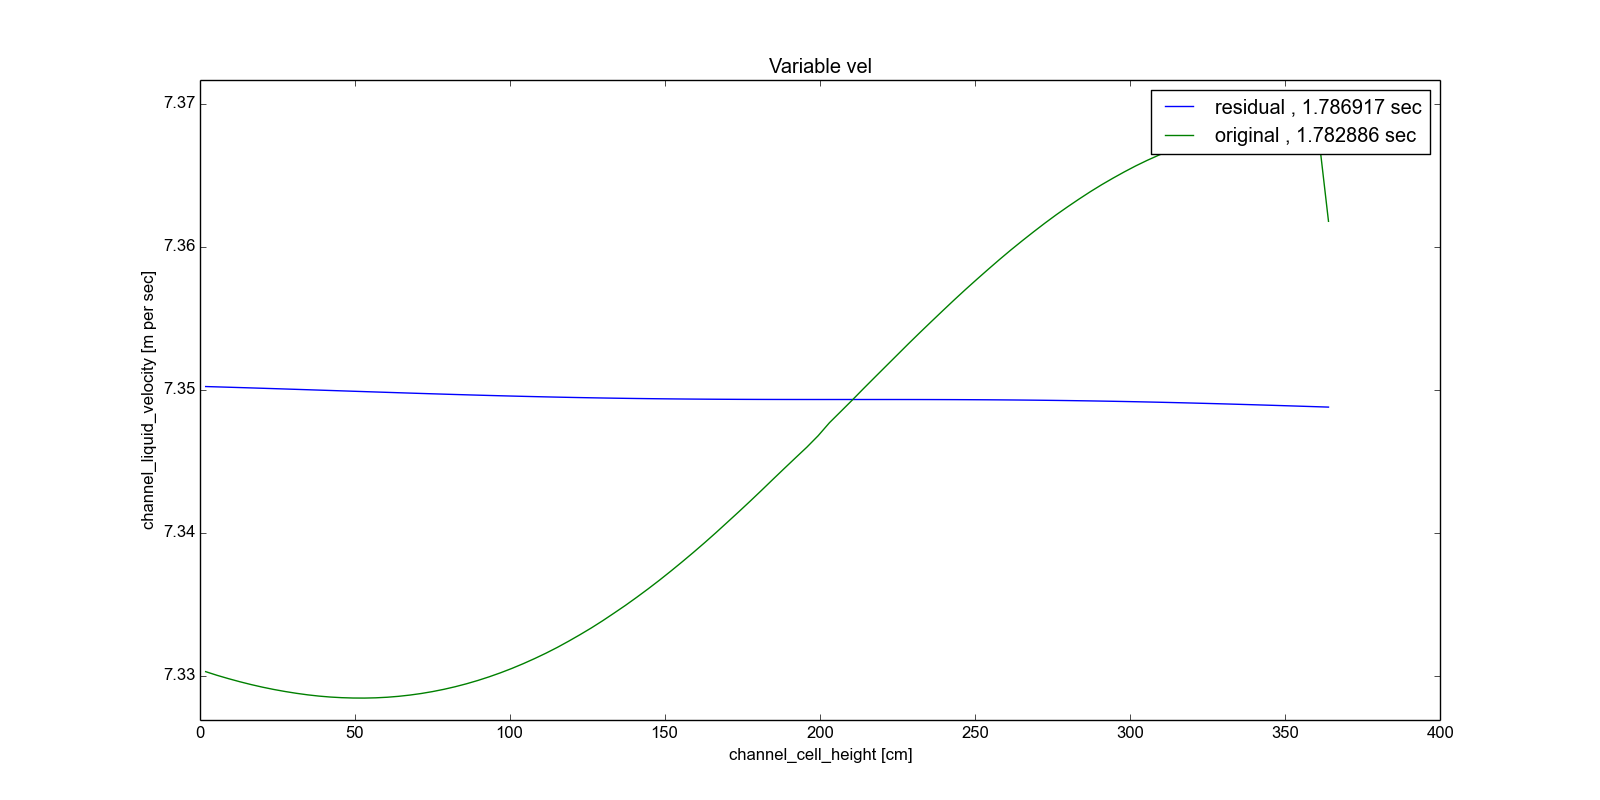 Variable vel
residual , 1.786917 sec
original , 1.782886 sec
channel_liquid_velocity [m per sec]
7.37
7.36
7.35
7.34
7.33
0 50 100 150 200 250 300 350 400
channel_cell_height [cm]